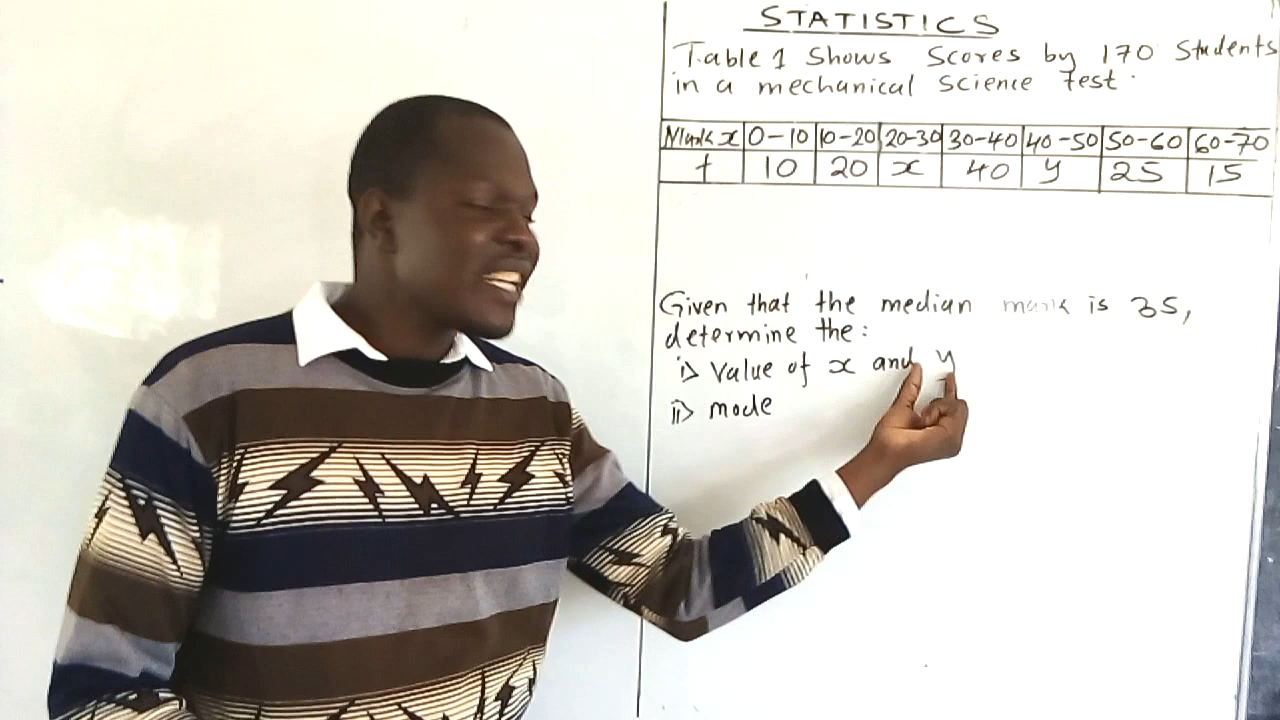 STATISTICS
Table 1 Shows Scores by 170 Students
in a mechanical Science test.
Mark x 0-10 10-20 20-30 30-40 40-50 50-60 60-70
f 10 20 x 40 y 25 15
Given that the median mark is 35,
determine the:
i) value of x and y
ii) mode